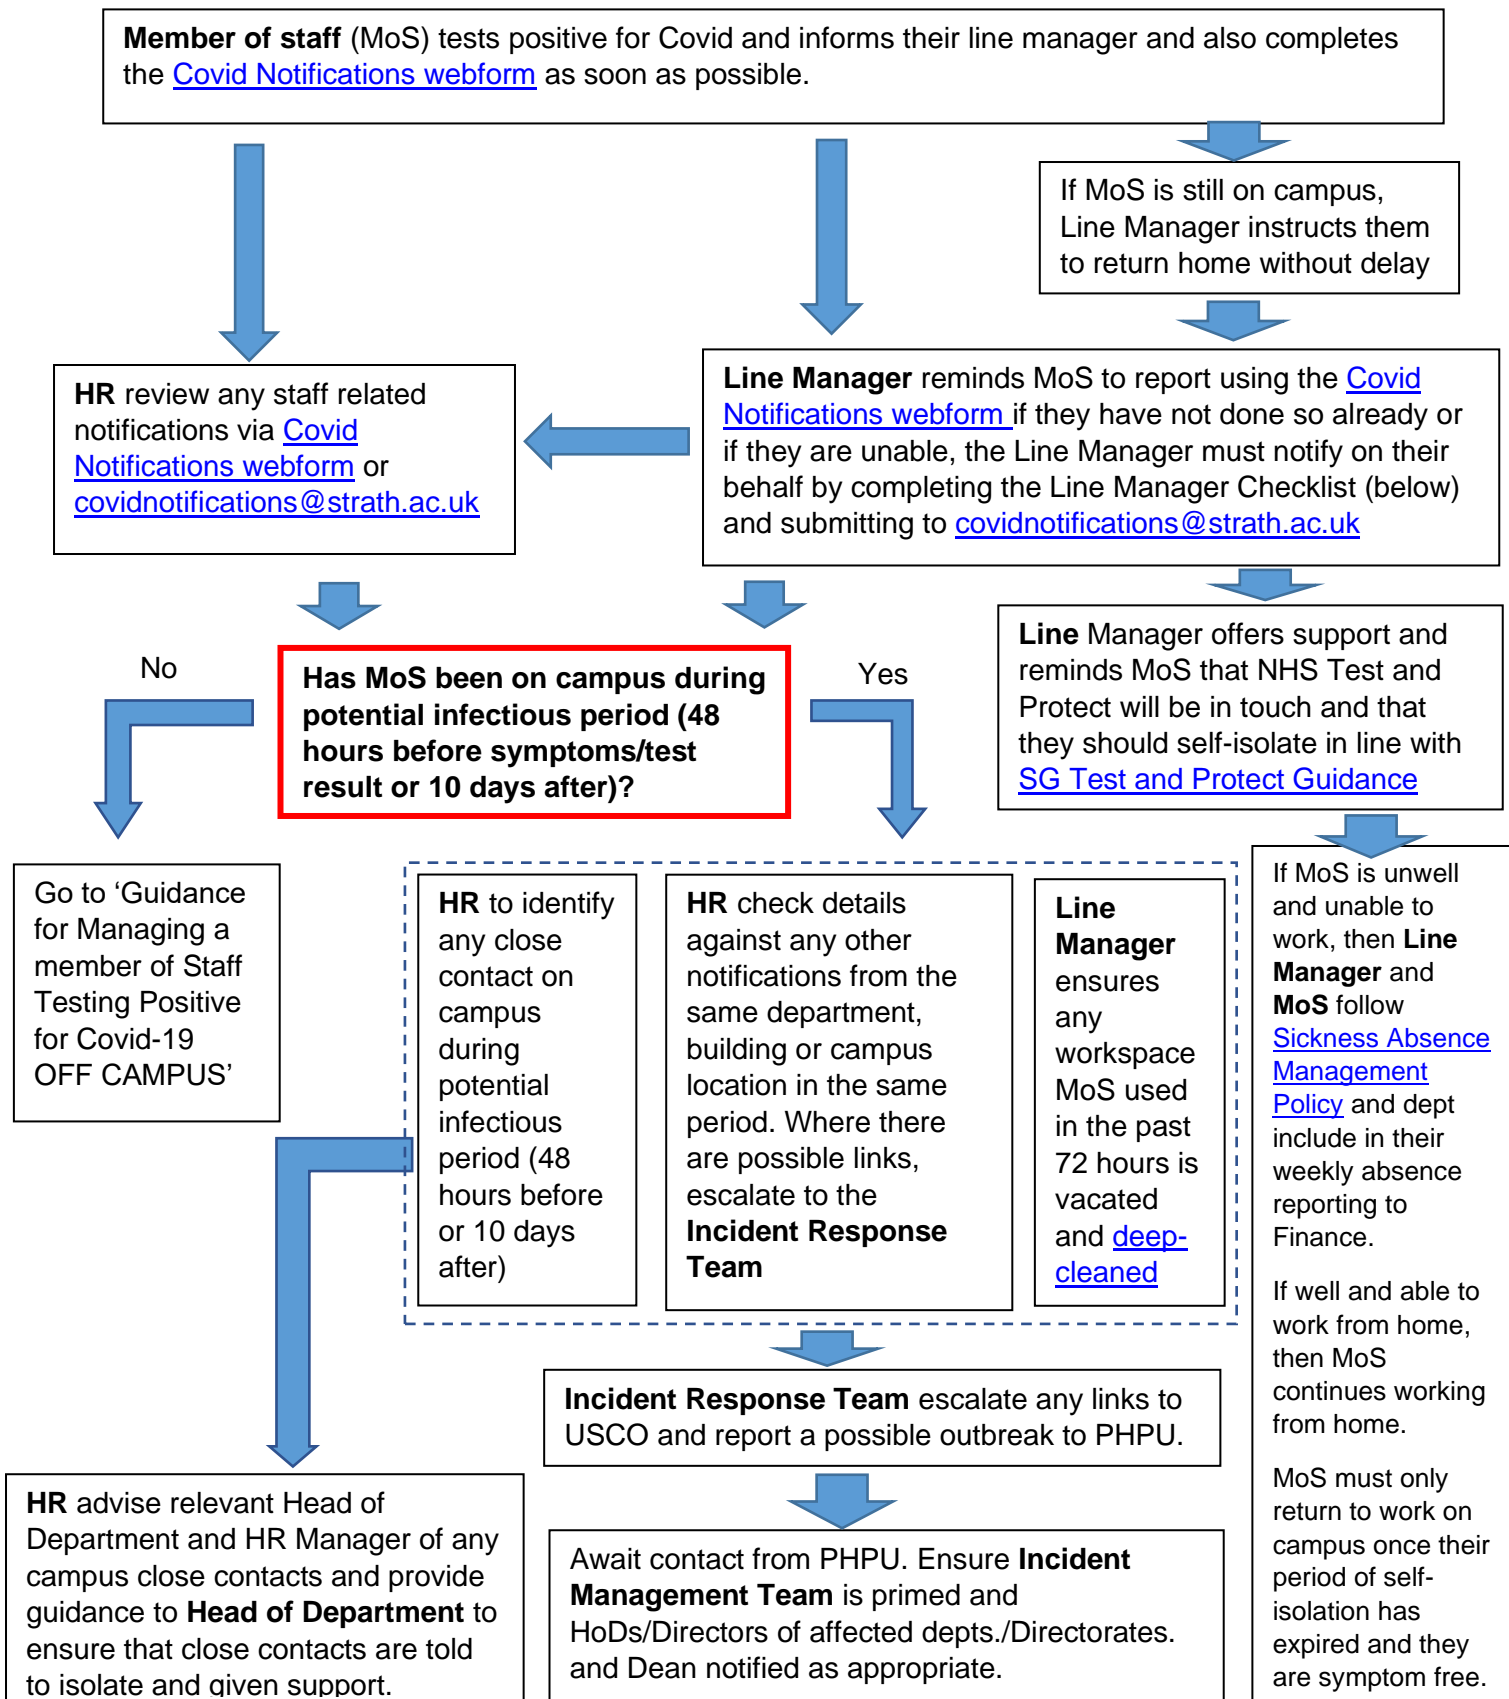 Member of staff (MoS) tests positive for Covid and informs their line manager and also completes
the Covid Notifications webform as soon as possible.
If MoS is still on campus,
Line Manager instructs them
to return home without delay
HR review any staff related
notifications via Covid
Notifications webform or
covidnotifications@strath.ac.uk
Line Manager reminds MoS to report using the Covid
Notifications webform if they have not done so already or
if they are unable, the Line Manager must notify on their
behalf by completing the Line Manager Checklist (below)
and submitting to covidnotifications@strath.ac.uk
No
Has MoS been on campus during
potential infectious period (48
hours before symptoms/test
result or 10 days after)?
Yes
Line Manager offers support and
reminds MoS that NHS Test and
Protect will be in touch and that
they should self-isolate in line with
SG Test and Protect Guidance
Go to ‘Guidance
for Managing a
member of Staff
Testing Positive
for Covid-19
OFF CAMPUS’
HR to identify
any close
contact on
campus
during
potential
infectious
period (48
hours before
or 10 days
after)
HR check details
against any other
notifications from the
same department,
building or campus
location in the same
period. Where there
are possible links,
escalate to the
Incident Response
Team
Line
Manager
ensures
any
workspace
MoS used
in the past
72 hours is
vacated
and deep-
cleaned
If MoS is unwell
and unable to
work, then Line
Manager and
MoS follow
Sickness Absence
Management
Policy and dept
include in their
weekly absence
reporting to
Finance.
If well and able to
work from home,
then MoS
continues working
from home.
MoS must only
return to work on
campus once their
period of self-
isolation has
expired and they
are symptom free.
Incident Response Team escalate any links to
USCO and report a possible outbreak to PHPU.
HR advise relevant Head of
Department and HR Manager of any
campus close contacts and provide
guidance to Head of Department to
ensure that close contacts are told
to isolate and given support.
Await contact from PHPU. Ensure Incident
Management Team is primed and
HoDs/Directors of affected depts./Directorates.
and Dean notified as appropriate.